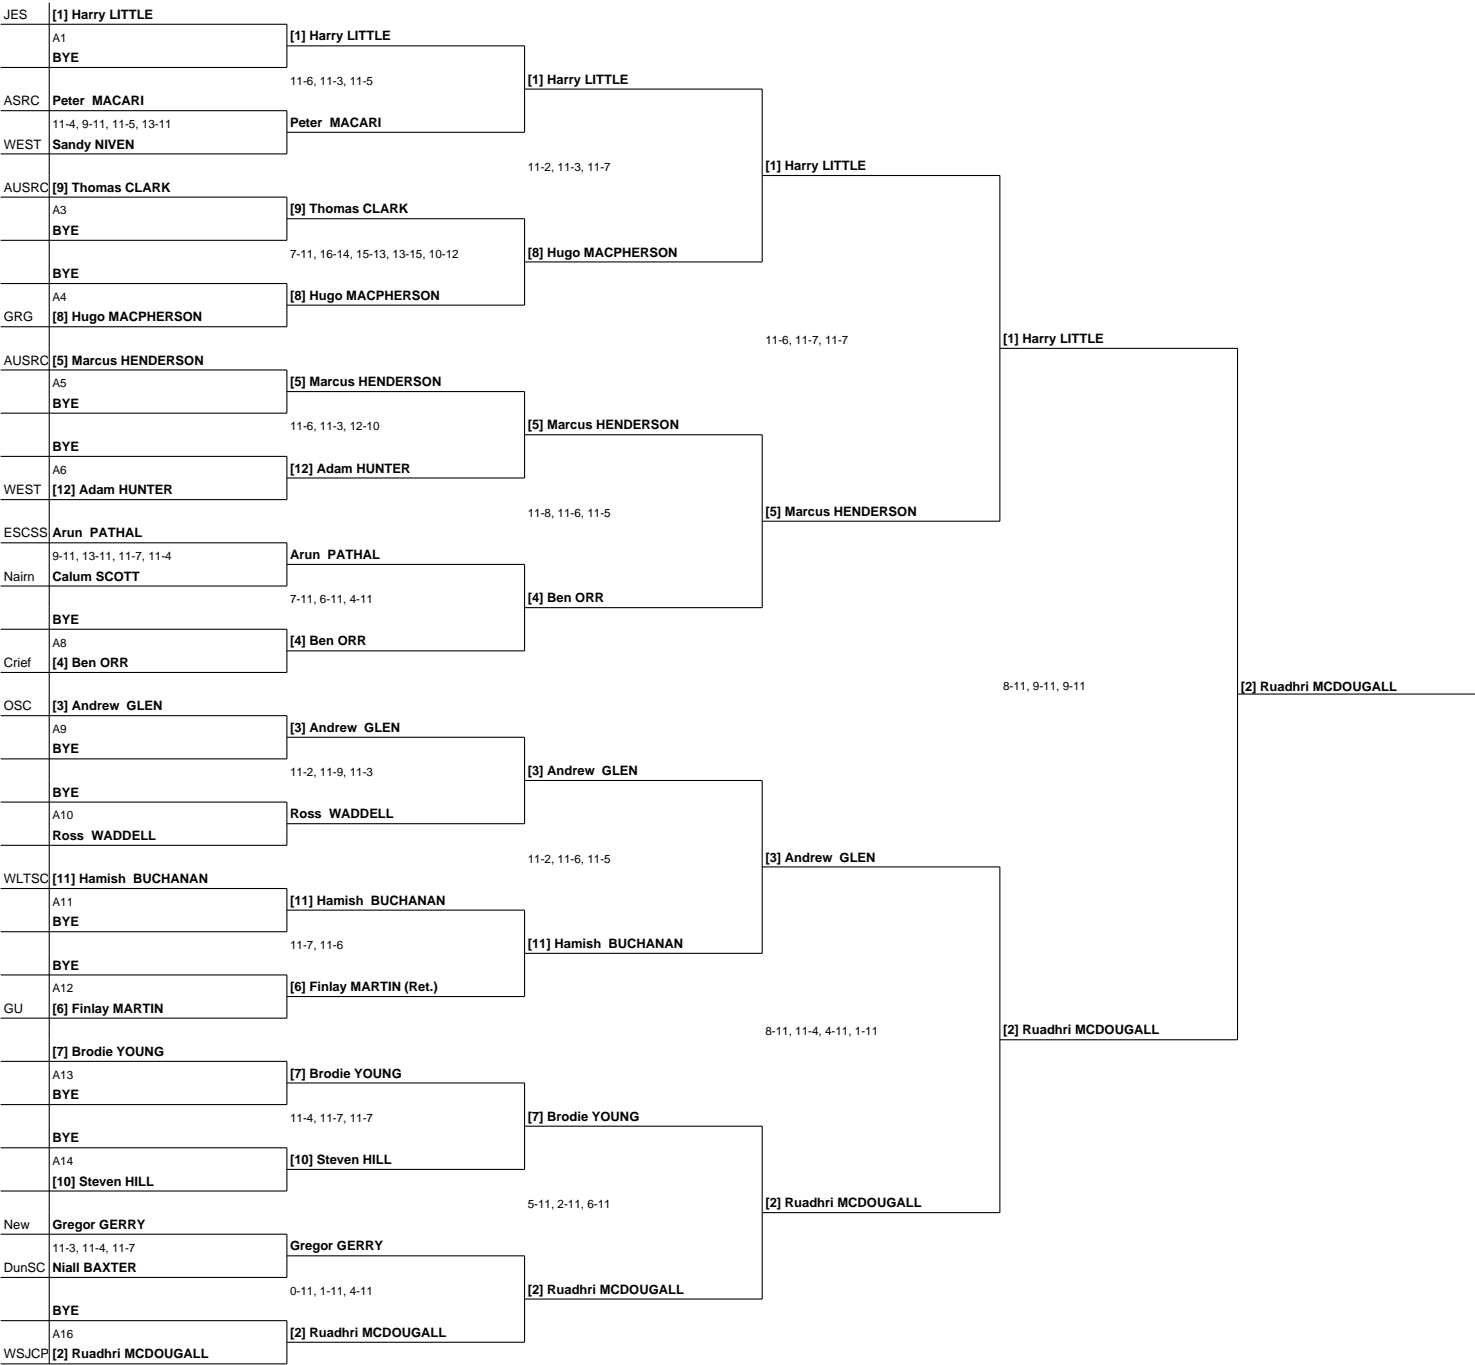 JES [1] Harry LITTLE
A1
BYE
[1] Harry LITTLE
11-6, 11-3, 11-5
[1] Harry LITTLE
ASRC Peter MACARI
11-4, 9-11, 11-5, 13-11
Peter MACARI
WEST Sandy NIVEN
11-2, 11-3, 11-7
[1] Harry LITTLE
AUSRC [9] Thomas CLARK
A3
BYE
[9] Thomas CLARK
7-11, 16-14, 15-13, 13-15, 10-12
[8] Hugo MACPHERSON
BYE
A4
[8] Hugo MACPHERSON
GRG [8] Hugo MACPHERSON
11-6, 11-7, 11-7
[1] Harry LITTLE
AUSRC [5] Marcus HENDERSON
A5
BYE
[5] Marcus HENDERSON
11-6, 11-3, 12-10
[5] Marcus HENDERSON
BYE
A6
[12] Adam HUNTER
WEST [12] Adam HUNTER
11-8, 11-6, 11-5
[5] Marcus HENDERSON
ESCSS Arun PATHAL
9-11, 13-11, 11-7, 11-4
Arun PATHAL
Nairn Calum SCOTT
7-11, 6-11, 4-11
[4] Ben ORR
BYE
A8
[4] Ben ORR
Crief [4] Ben ORR
8-11, 9-11, 9-11
[2] Ruadhri MCDOUGALL
OSC [3] Andrew GLEN
A9
BYE
[3] Andrew GLEN
11-2, 11-9, 11-3
[3] Andrew GLEN
BYE
A10
Ross WADDELL
Ross WADDELL
11-2, 11-6, 11-5
[3] Andrew GLEN
WLTSC [11] Hamish BUCHANAN
A11
BYE
[11] Hamish BUCHANAN
11-7, 11-6
[11] Hamish BUCHANAN
BYE
A12
[6] Finlay MARTIN (Ret.)
GU [6] Finlay MARTIN
8-11, 11-4, 4-11, 1-11
[2] Ruadhri MCDOUGALL
[7] Brodie YOUNG
A13
BYE
[7] Brodie YOUNG
11-4, 11-7, 11-7
[7] Brodie YOUNG
BYE
A14
[10] Steven HILL
[10] Steven HILL
5-11, 2-11, 6-11
[2] Ruadhri MCDOUGALL
New Gregor GERRY
11-3, 11-4, 11-7
Gregor GERRY
DunSC Niall BAXTER
0-11, 1-11, 4-11
[2] Ruadhri MCDOUGALL
BYE
A16
[2] Ruadhri MCDOUGALL
WSJCP [2] Ruadhri MCDOUGALL